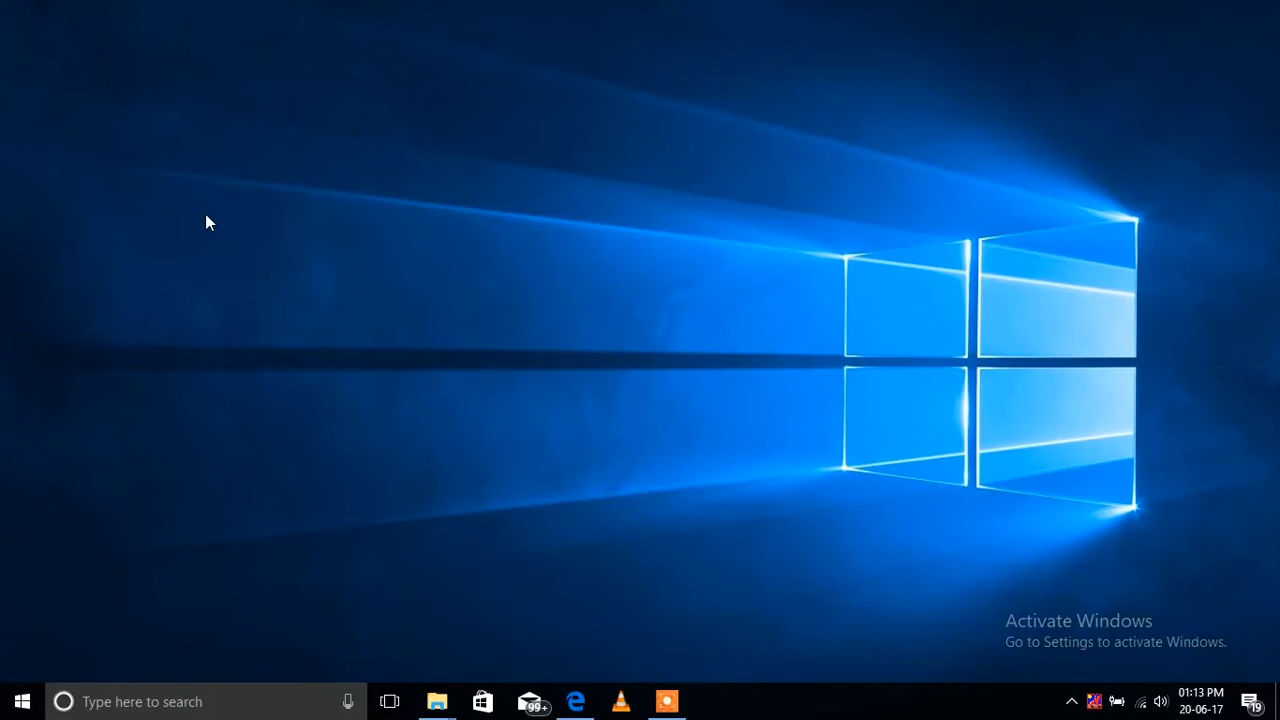 Activate Windows
Go to Settings to activate Windows.
Type here to search
99+
01:13 PM
20-06-17
19